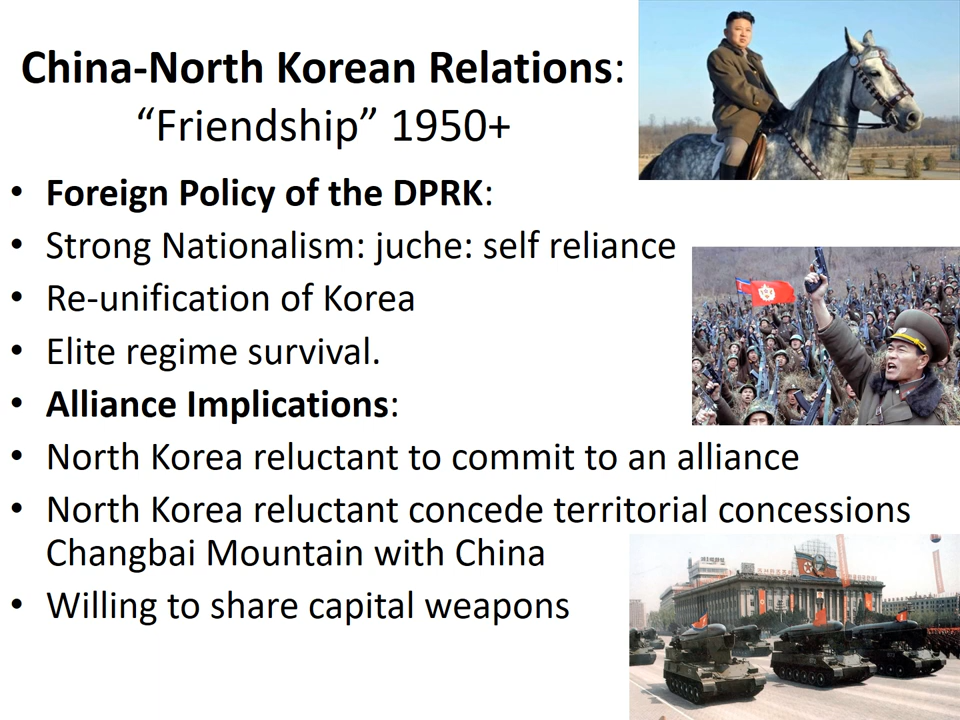 China-North Korean Relations:
“Friendship” 1950+
• Foreign Policy of the DPRK:
• Strong Nationalism: juche: self reliance
• Re-unification of Korea
• Elite regime survival.
• Alliance Implications:
• North Korea reluctant to commit to an alliance
• North Korea reluctant concede territorial concessions
Changbai Mountain with China
• Willing to share capital weapons